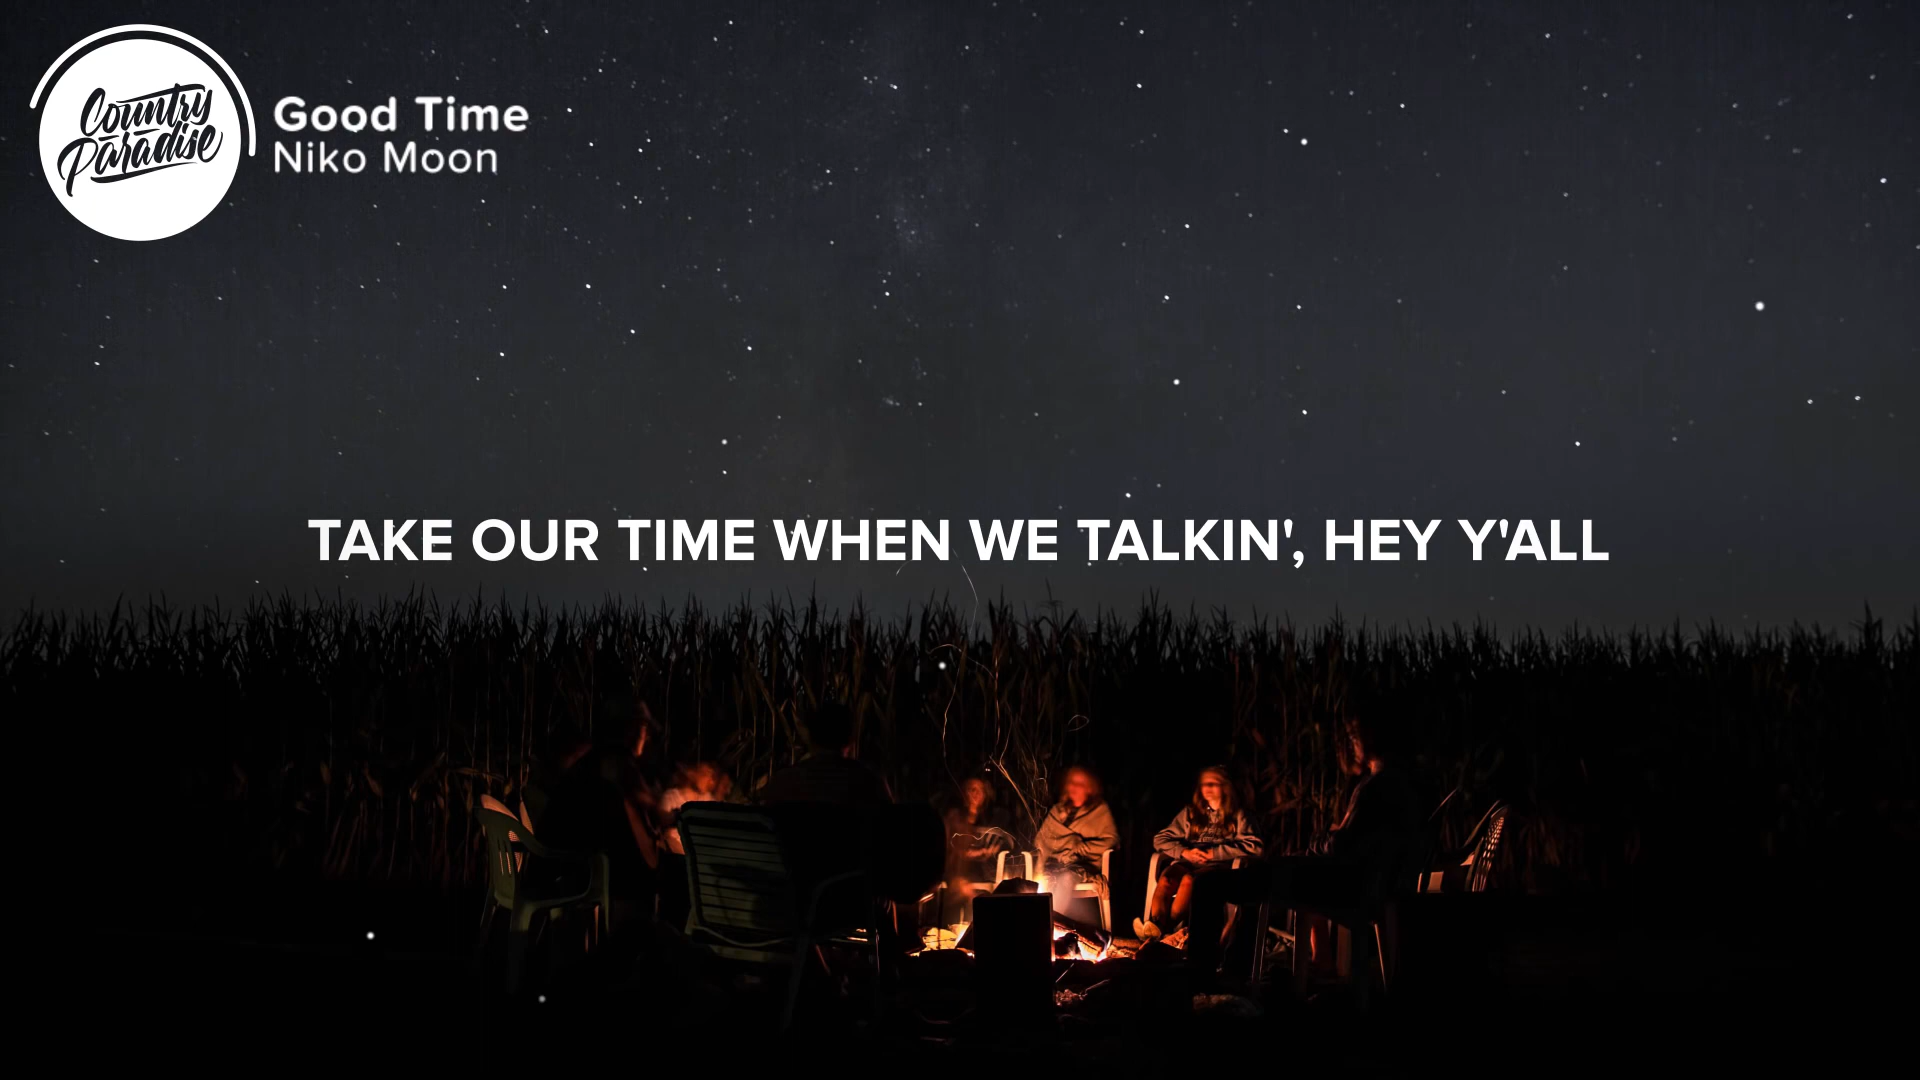 Country
Paradise
Good Time
Niko Moon
TAKE OUR TIME WHEN WE TALKIN', HEY Y'ALL